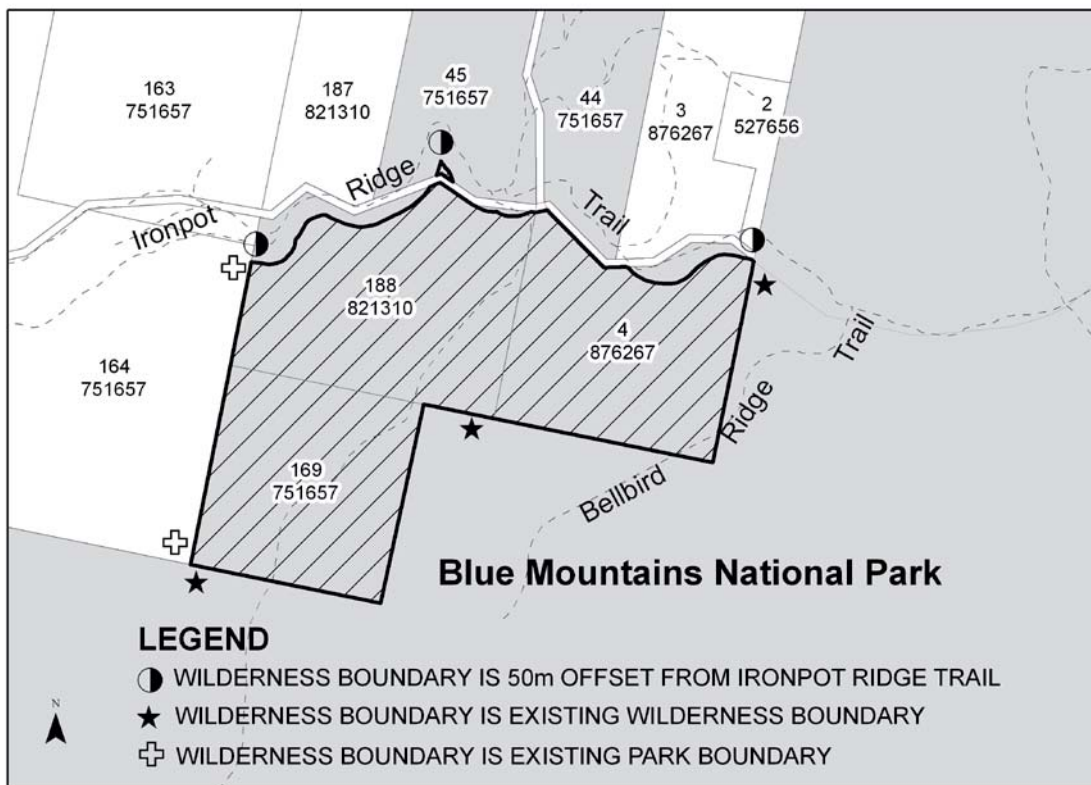 163
751657
187
821310
45
751657
44
751657
3
876267
2
527656
Ironpot
Ridge
Trail
188
821310
4
876267
164
751657
169
751657
Bellbird
Ridge
Trail
Blue Mountains National Park
LEGEND
WILDERNESS BOUNDARY IS 50m OFFSET FROM IRONPOT RIDGE TRAIL
WILDERNESS BOUNDARY IS EXISTING WILDERNESS BOUNDARY
WILDERNESS BOUNDARY IS EXISTING PARK BOUNDARY
N